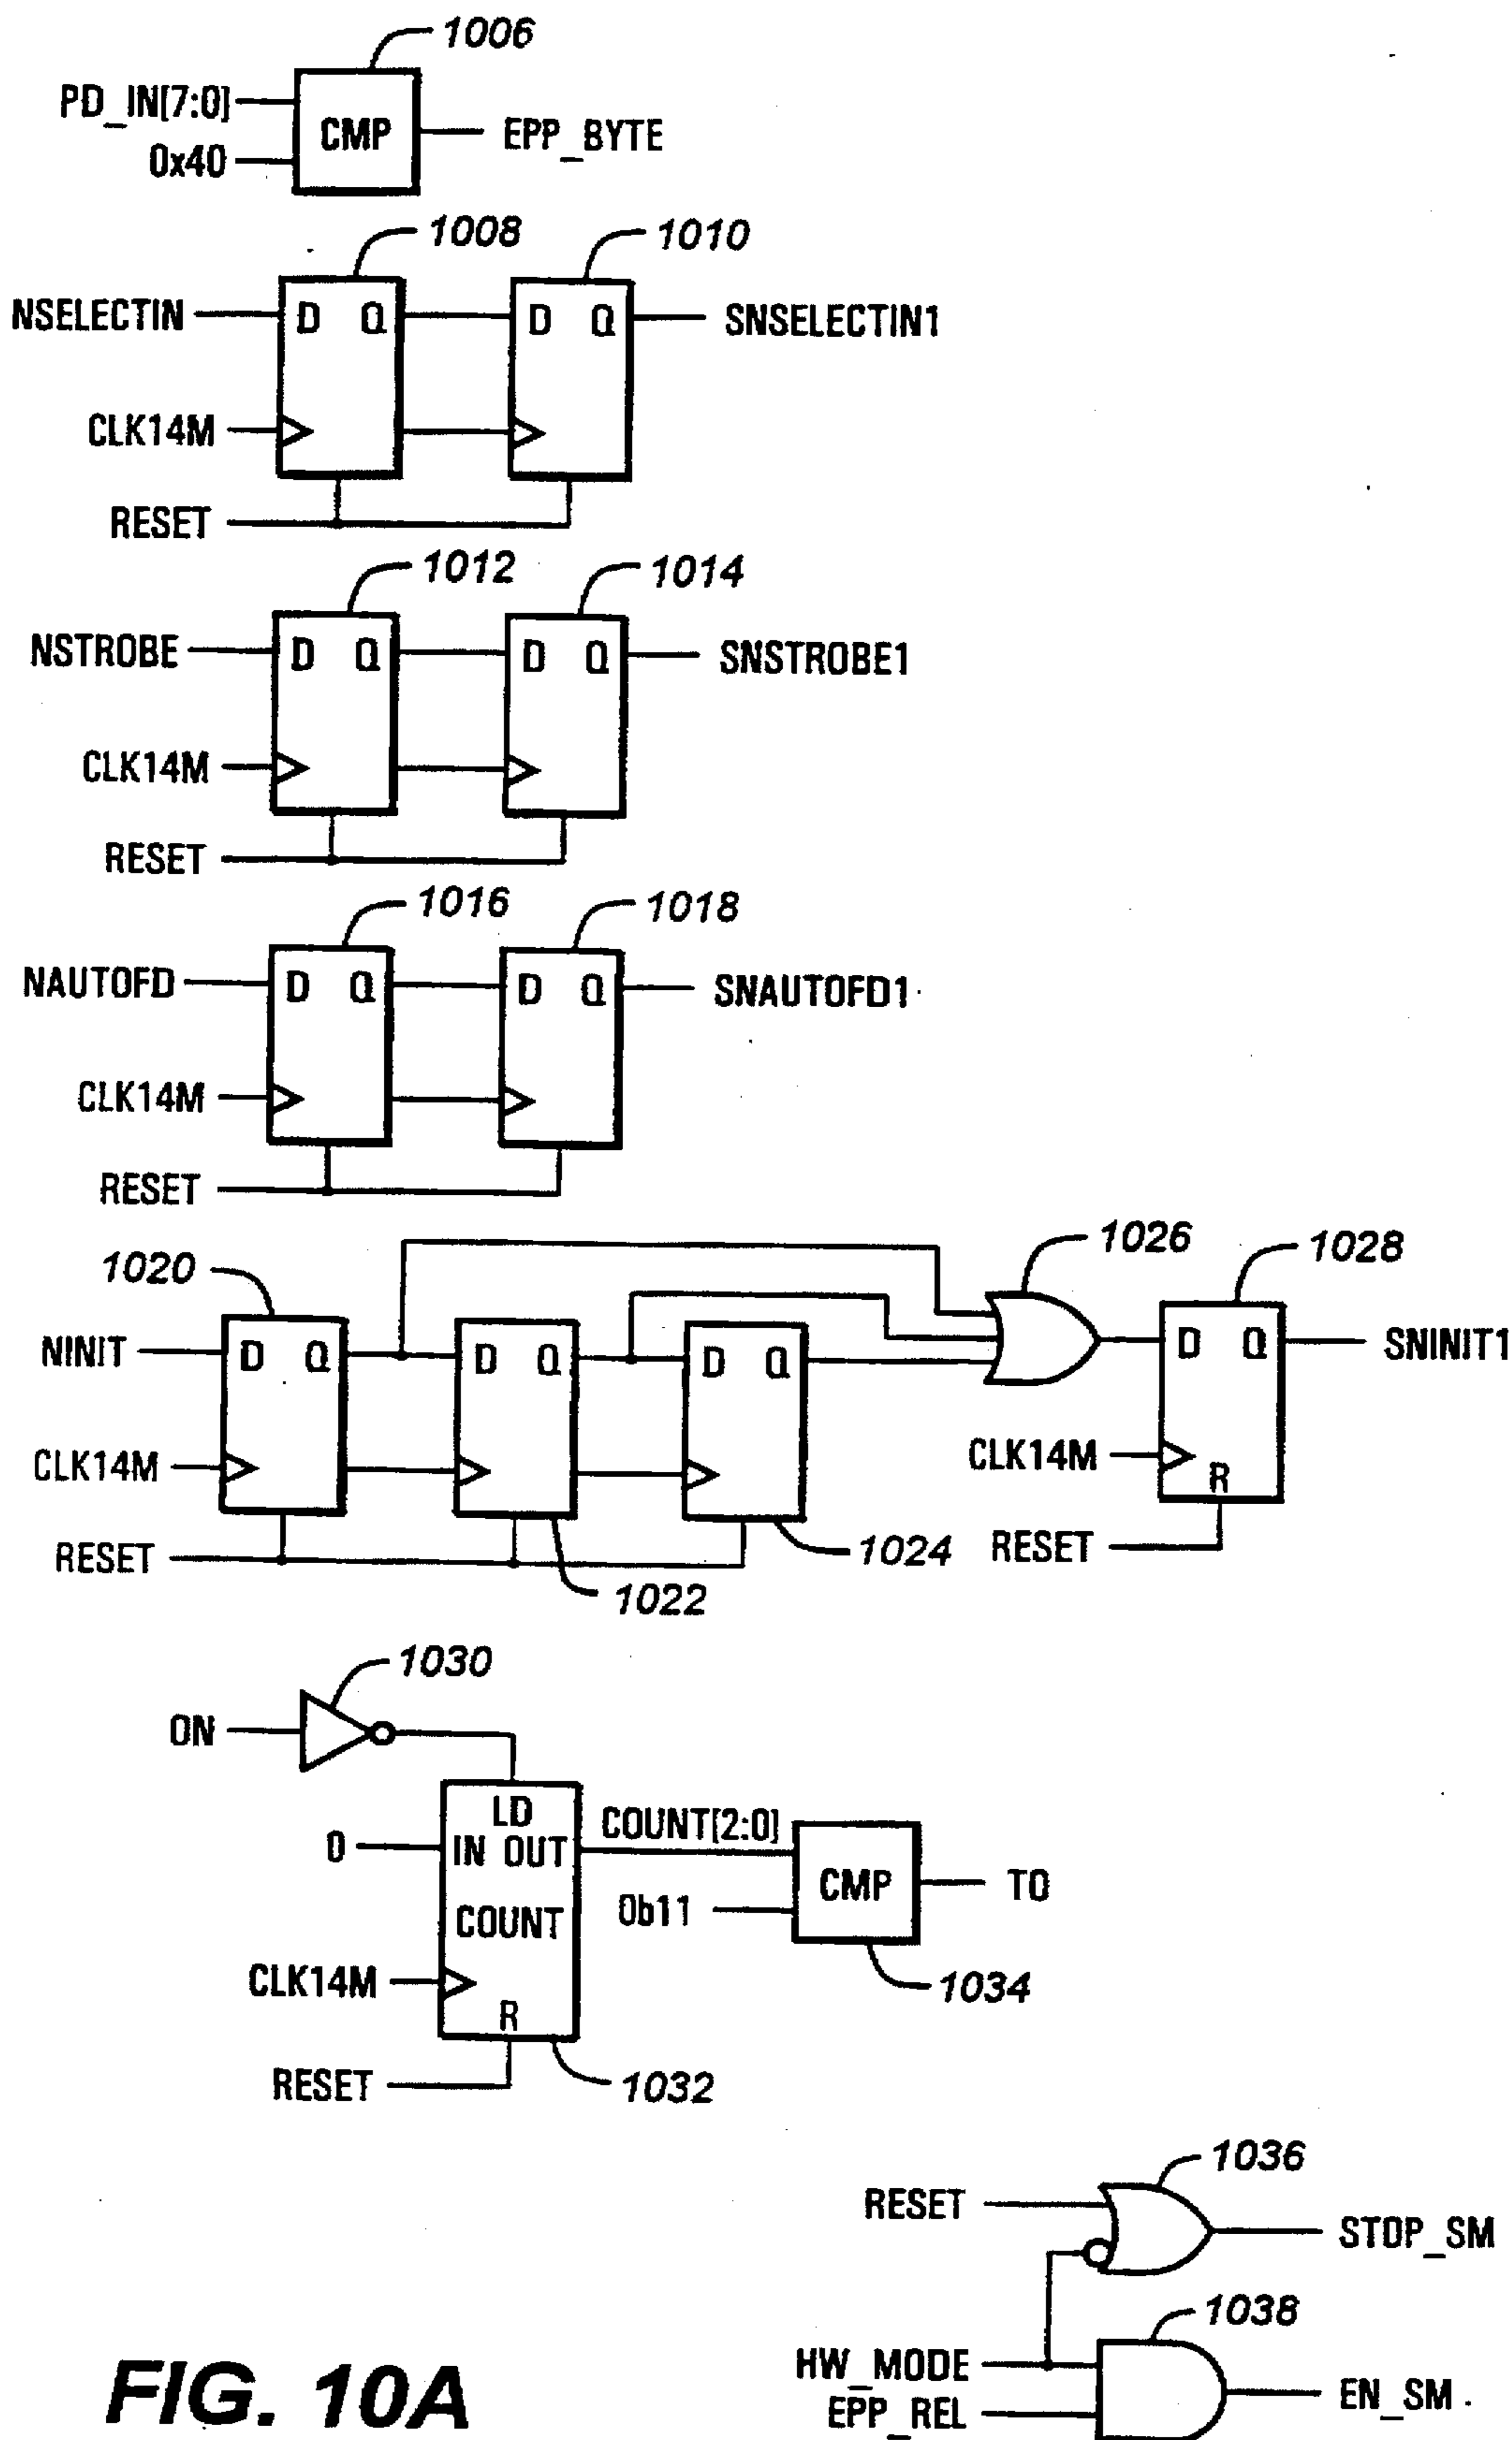 1006
PD_IN[7:0]
CMP
EPP_BYTE
0x40
1008
1010
NSELECTIN
D Q
D Q
SNSELECTIN1
CLK14M
RESET
1012
1014
NSTROBE
D Q
D Q
SNSTROBE1
CLK14M
RESET
1016
1018
NAUTOFD
D Q
D Q
SNAUTOFD1
CLK14M
RESET
1026
1028
1020
NINIT
D Q
D Q
D Q
D Q
SNINIT1
CLK14M
CLK14M
R
RESET
1024
RESET
1022
1030
ON
LD
COUNT[2:0]
0
IN OUT
CMP
TO
0b11
COUNT
CLK14M
1034
R
RESET
1032
1036
RESET
STOP_SM
1038
HW_MODE
EN_SM
EPP_REL
FIG. 10A